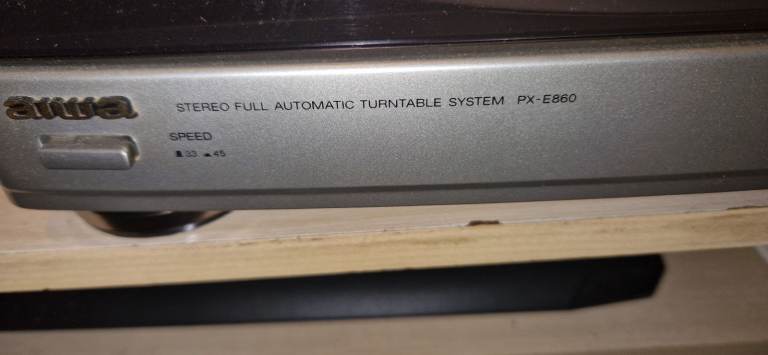 aiwa
STEREO FULL AUTOMATIC TURNTABLE SYSTEM PX-E860
SPEED
33 45